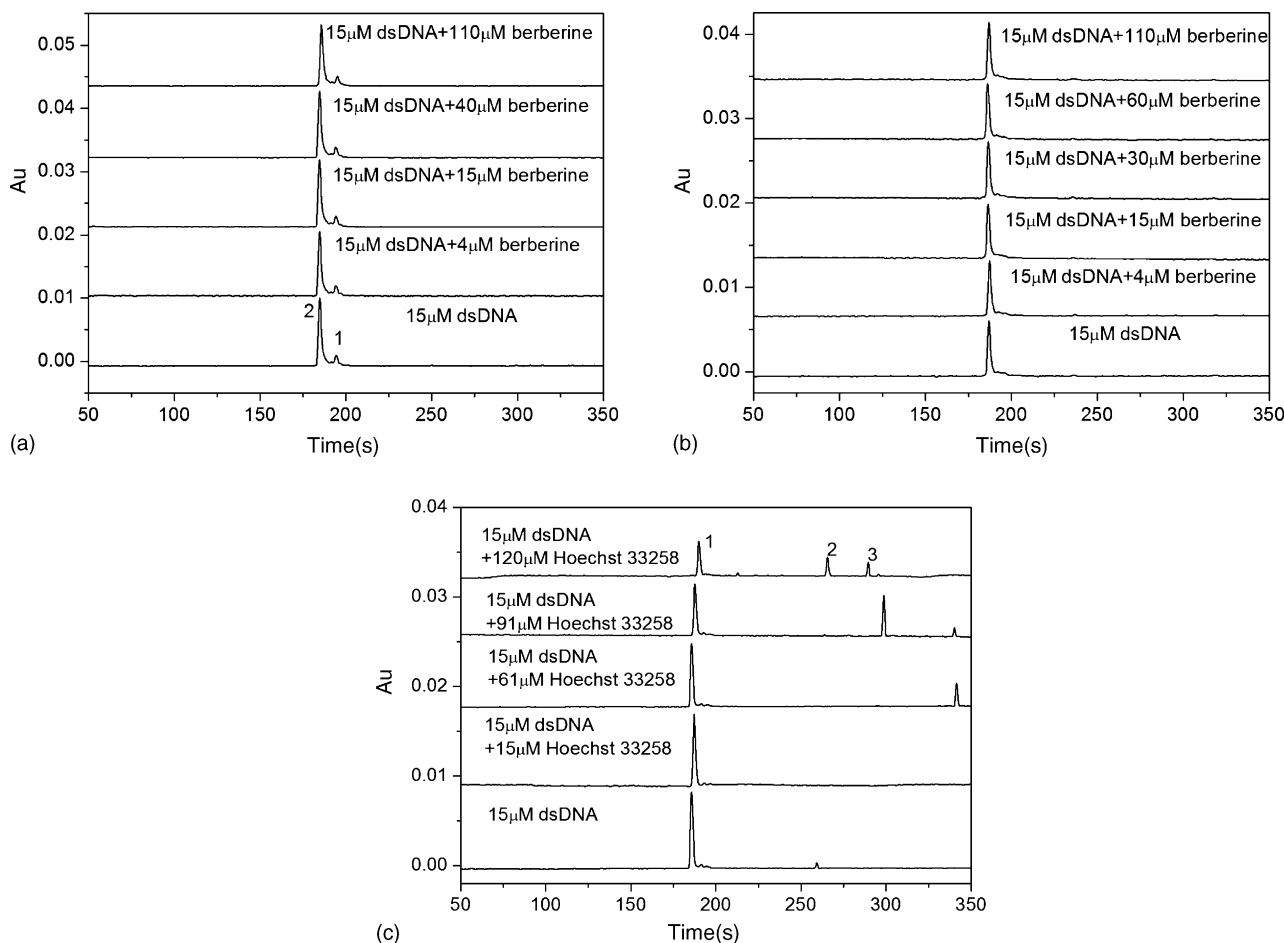 0.05
0.04
0.03
0.02
0.01
0.00
Au
15μM dsDNA+110μM berberine
15μM dsDNA+40μM berberine
15μM dsDNA+15μM berberine
15μM dsDNA+4μM berberine
15μM dsDNA
2
1
50 100 150 200 250 300 350
Time(s)
(a)
0.04
0.03
0.02
0.01
0.00
Au
15μM dsDNA+110μM berberine
15μM dsDNA+60μM berberine
15μM dsDNA+30μM berberine
15μM dsDNA+15μM berberine
15μM dsDNA+4μM berberine
15μM dsDNA
50 100 150 200 250 300 350
Time(s)
(b)
0.04
0.03
0.02
0.01
0.00
Au
15μM dsDNA
+120μM Hoechst 33258
1
2
3
15μM dsDNA
+91μM Hoechst 33258
15μM dsDNA
+61μM Hoechst 33258
15μM dsDNA
+15μM Hoechst 33258
15μM dsDNA
50 100 150 200 250 300 350
Time(s)
(c)